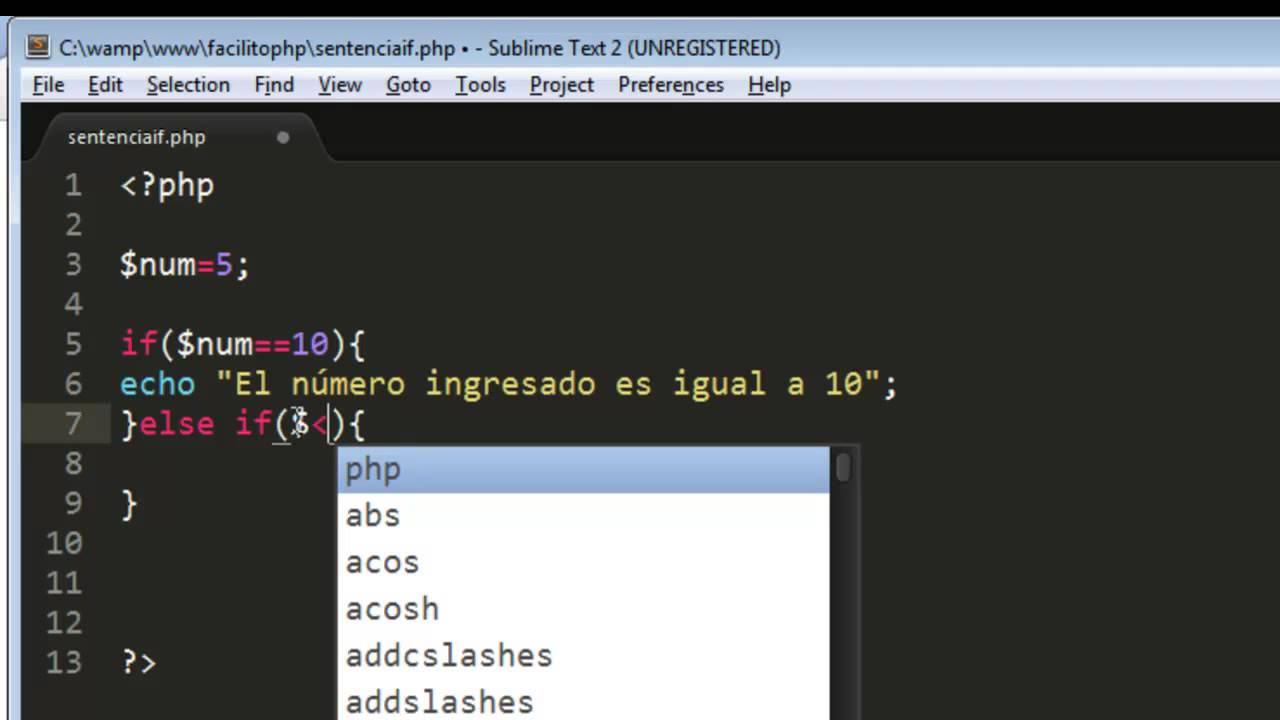 C:\wamp\www\facilitophp\sentenciaif.php • - Sublime Text 2 (UNREGISTERED)
File Edit Selection Find View Goto Tools Project Preferences Help
sentenciaif.php
1 <?php
2
3 $num=5;
4
5 if($num==10){
6 echo "El número ingresado es igual a 10";
7 }else if($<){
8
9 }
10
11
12
13 ?>
php
abs
acos
acosh
addcslashes
addslashes